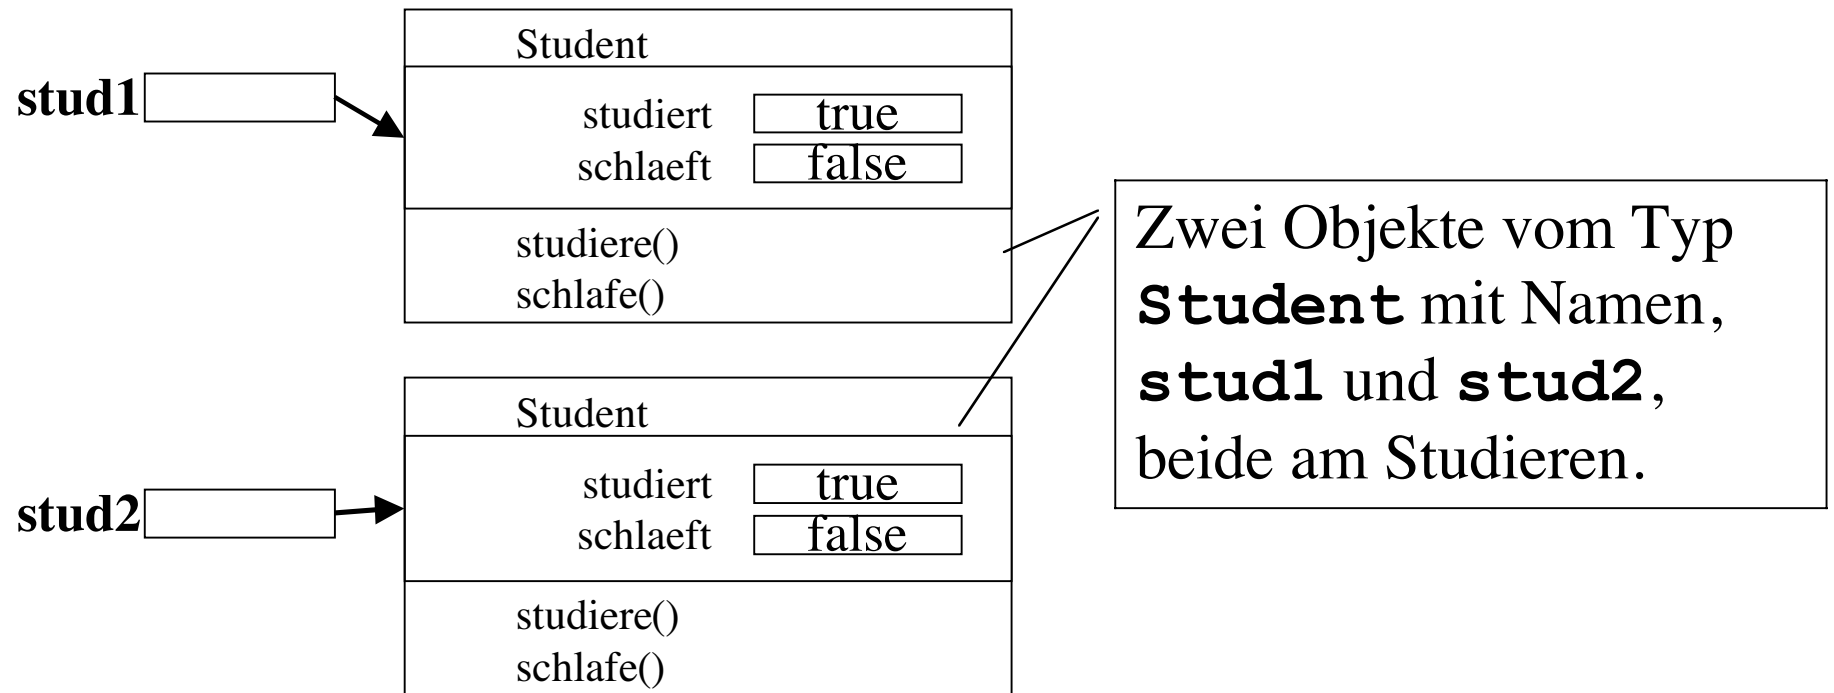 Student
stud1
studiert true
schlaeft false
studiere()
schlafe()
Student
stud2
studiert true
schlaeft false
studiere()
schlafe()
Zwei Objekte vom Typ
Student mit Namen,
stud1 und stud2,
beide am Studieren.